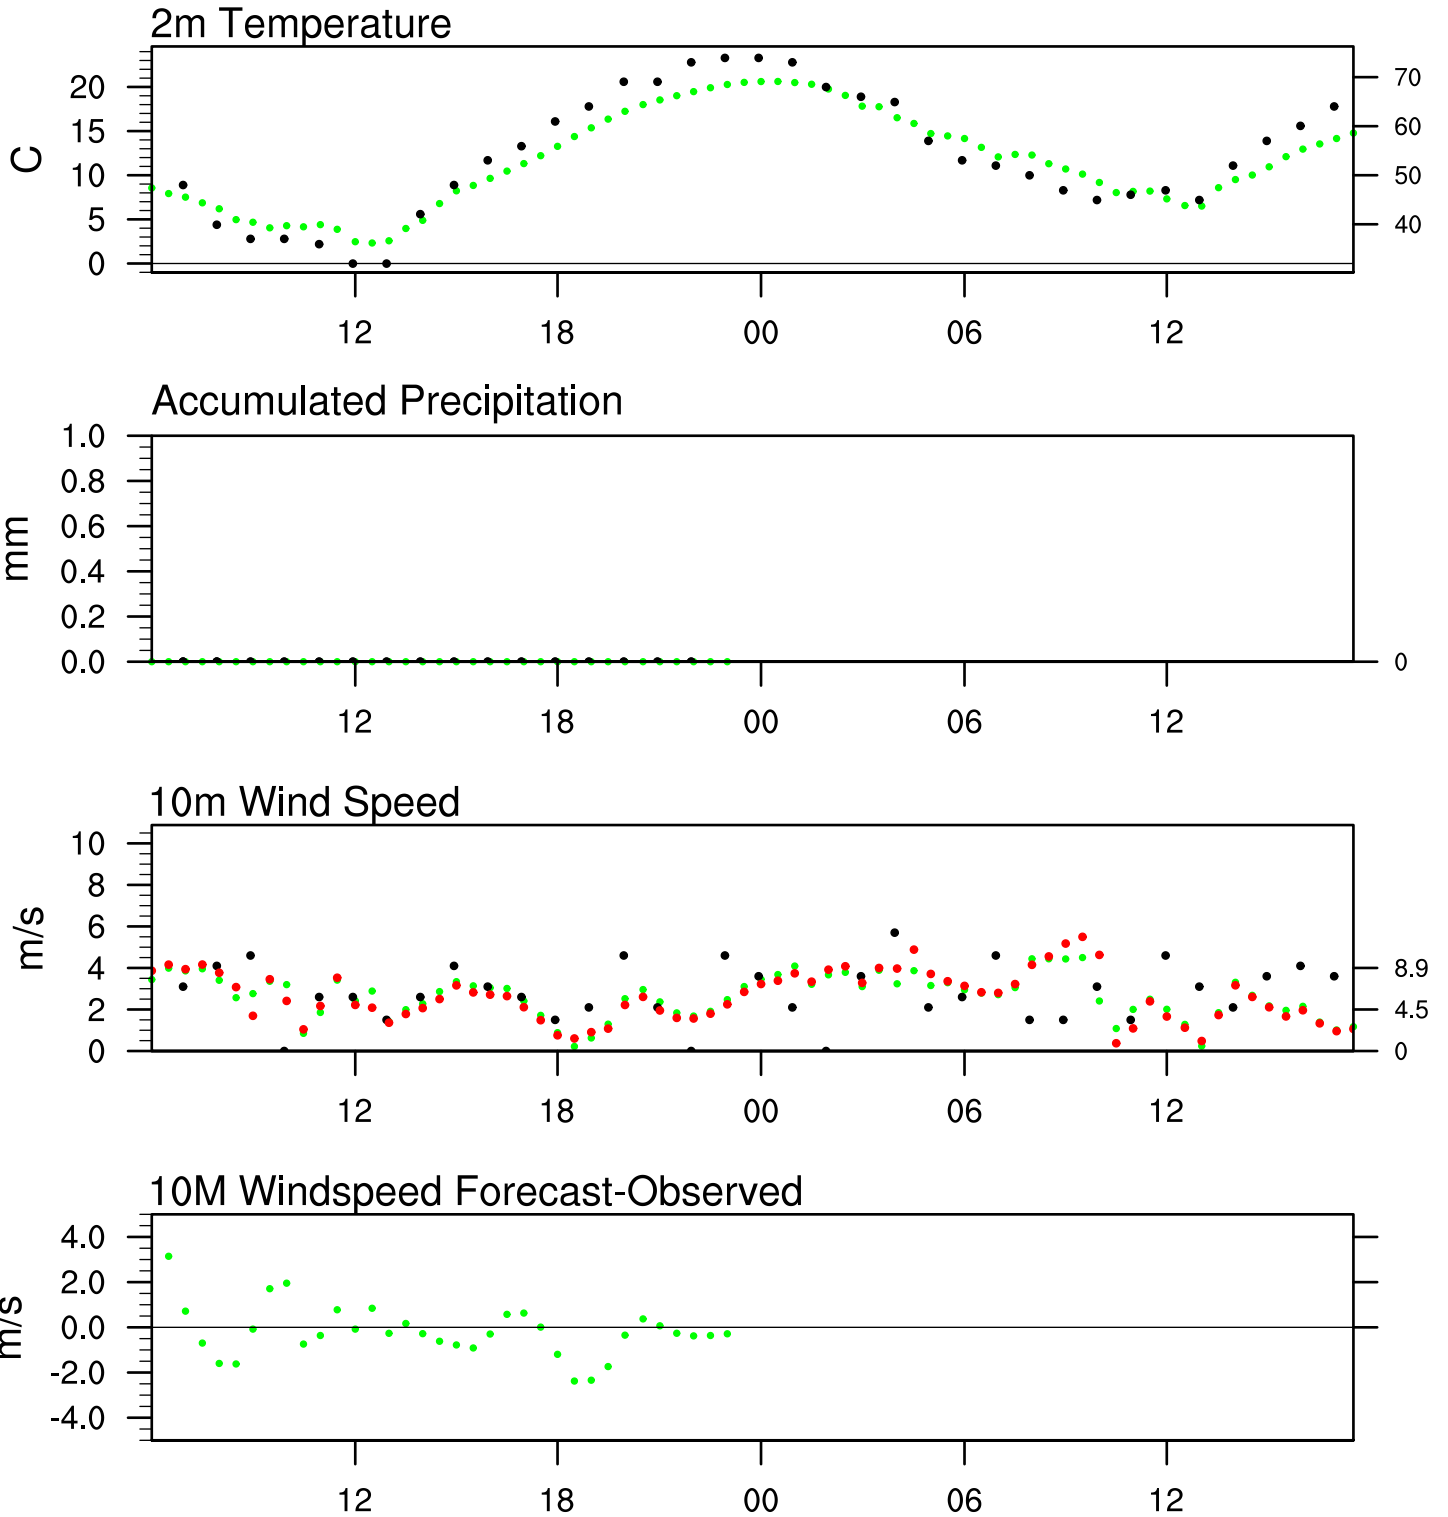 2m Temperature
20
15
10
5
0
C
70
60
50
40
12 18 00 06 12
Accumulated Precipitation
1.0
0.8
0.6
0.4
0.2
0.0
mm
0
12 18 00 06 12
10m Wind Speed
10
8
6
4
2
0
m/s
8.9
4.5
0
12 18 00 06 12
10M Windspeed Forecast-Observed
4.0
2.0
0.0
-2.0
-4.0
m/s
12 18 00 06 12